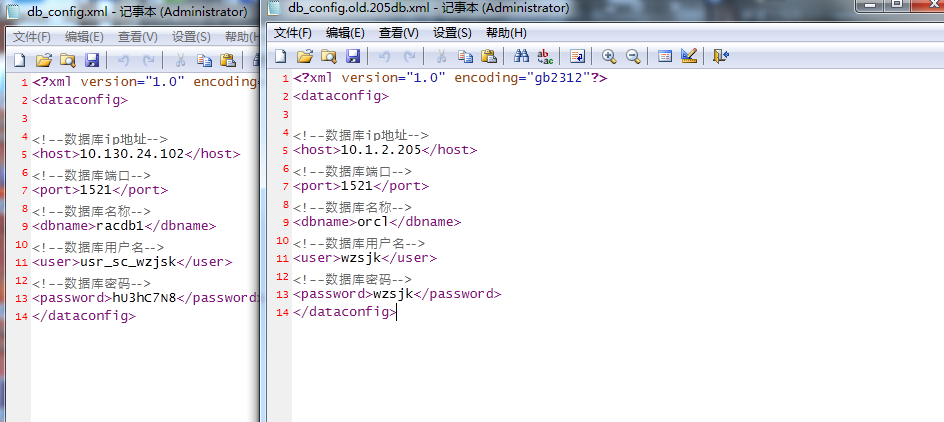 db_config.xml - 记事本 (Administrator)
文件(F) 编辑(E) 查看(V) 设置(S) 帮助(H)
1 <?xml version="1.0" encoding=
2 <dataconfig>
3
4 <!--数据库ip地址-->
5 <host>10.130.24.102</host>
6 <!--数据库端口-->
7 <port>1521</port>
8 <!--数据库名称-->
9 <dbname>racdb1</dbname>
10 <!--数据库用户名-->
11 <user>usr_sc_wzjsk</user>
12 <!--数据库密码-->
13 <password>hU3hC7N8</password>
14 </dataconfig>
db_config.old.205db.xml - 记事本 (Administrator)
文件(F) 编辑(E) 查看(V) 设置(S) 帮助(H)
1 <?xml version="1.0" encoding="gb2312"?>
2 <dataconfig>
3
4 <!--数据库ip地址-->
5 <host>10.1.2.205</host>
6 <!--数据库端口-->
7 <port>1521</port>
8 <!--数据库名称-->
9 <dbname>orcl</dbname>
10 <!--数据库用户名-->
11 <user>wzsjk</user>
12 <!--数据库密码-->
13 <password>wzsjk</password>
14 </dataconfig>